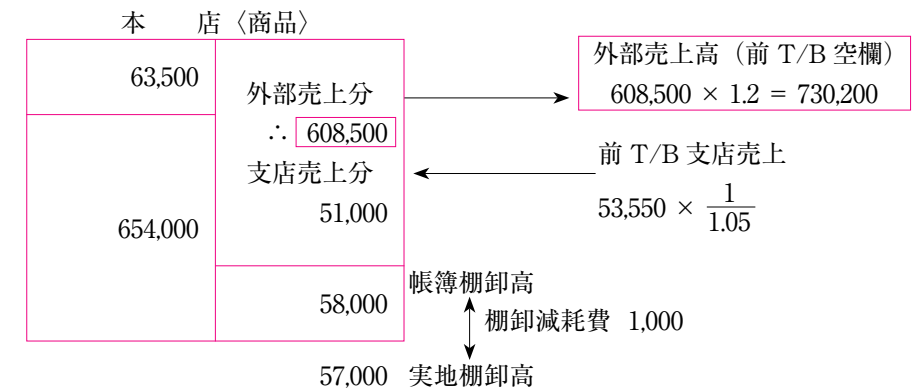 本　　店〈商品〉
63,500
654,000
外部売上分
∴ 608,500
支店売上分
51,000
58,000
外部売上高（前 T/B 空欄）
608,500 × 1.2 = 730,200
前 T/B 支店売上
53,550 × 1/1.05
帳簿棚卸高
棚卸減耗費 1,000
57,000 実地棚卸高